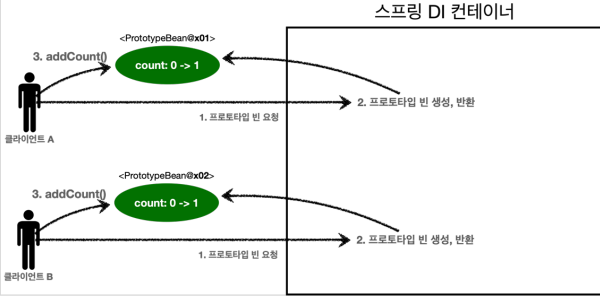 스프링 DI 컨테이너
<PrototypeBean@x01>
3. addCount()
count: 0 -> 1
1. 프로토타입 빈 요청
2. 프로토타입 빈 생성, 반환
클라이언트 A
<PrototypeBean@x02>
3. addCount()
count: 0 -> 1
1. 프로토타입 빈 요청
2. 프로토타입 빈 생성, 반환
클라이언트 B